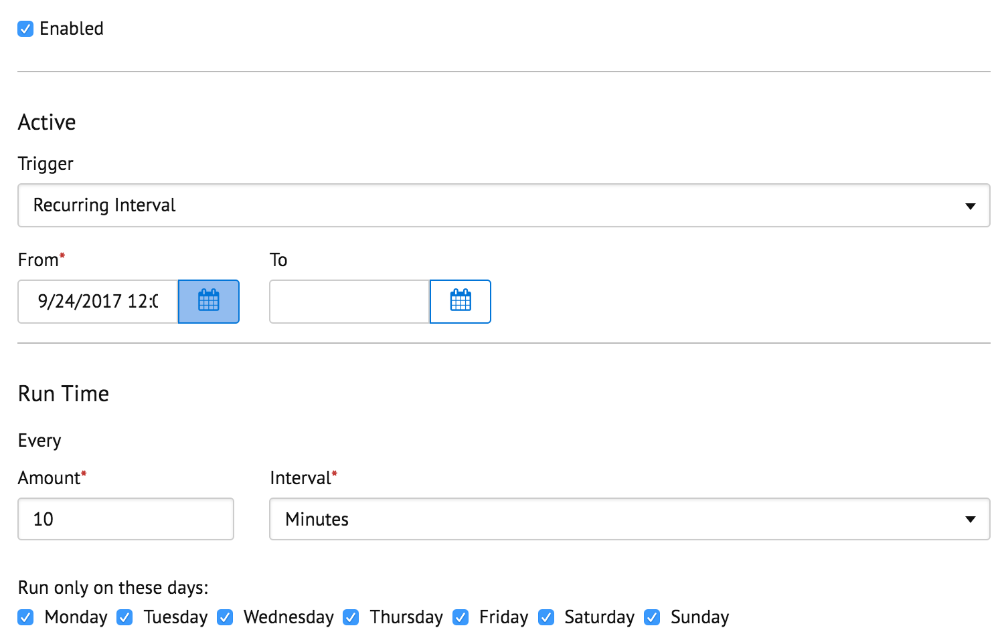 Enabled
Active
Trigger
Recurring Interval
From* To
9/24/2017
Run Time
Every
Amount* Interval*
10 Minutes
Run only on these days:
Monday Tuesday Wednesday Thursday Friday Saturday Sunday